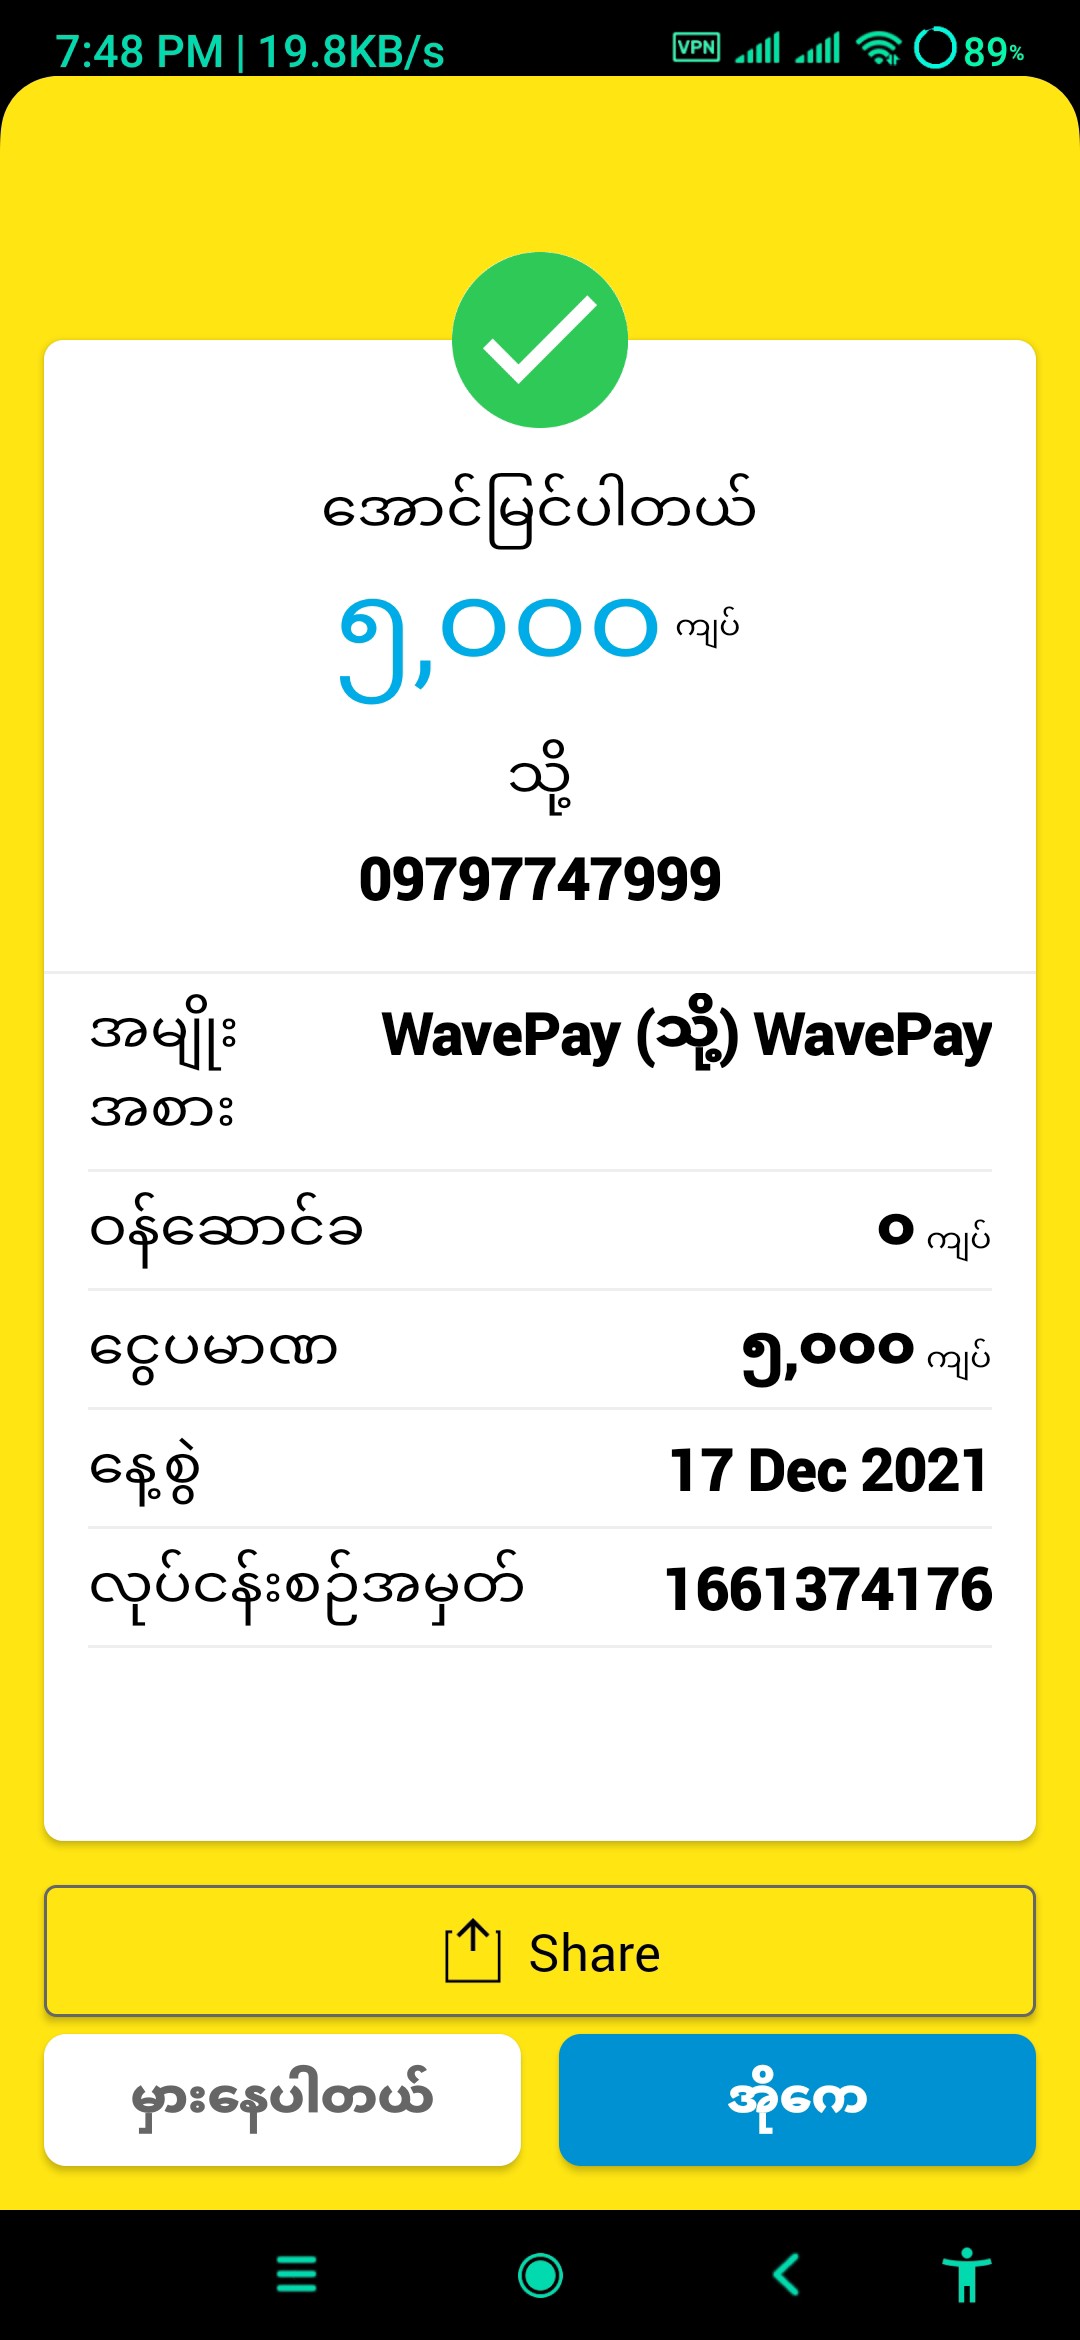 7:48 PM | 19.8KB/s VPN 89%
အောင်မြင်ပါတယ်
၅,၀၀၀ ကျပ်
သို့
09797747999
အမျိုး WavePay (သို့) WavePay
အစား
ဝန်ဆောင်ခ ၀ ကျပ်
ငွေပမာဏ ၅,၀၀၀ ကျပ်
နေ့စွဲ 17 Dec 2021
လုပ်ငန်းစဉ်အမှတ် 1661374176
Share
မှားနေပါတယ် အိုကေ